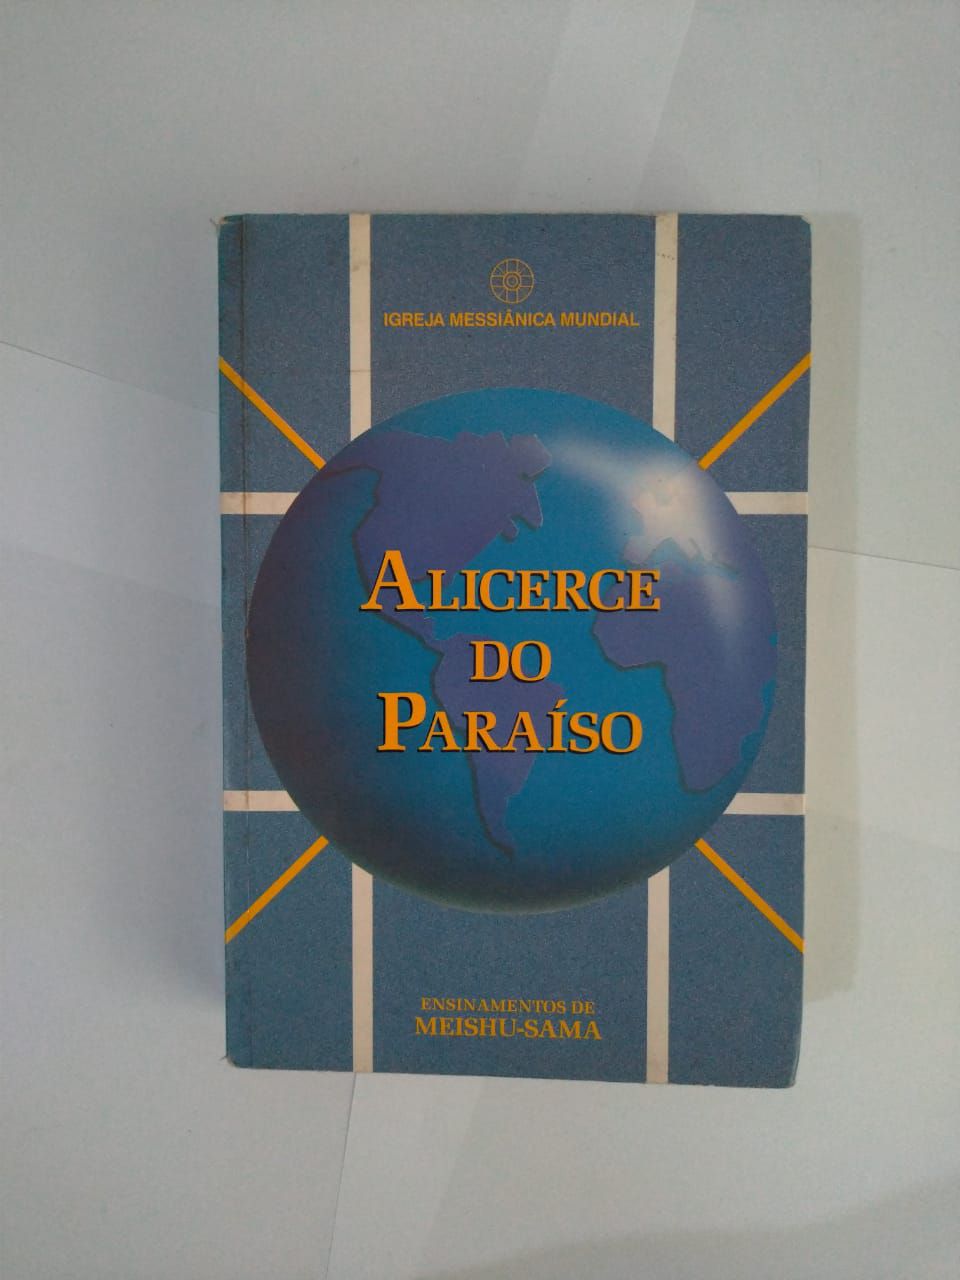 IGREJA MESSIÂNICA MUNDIAL
ALICERCE
DO
PARAÍSO
ENSINAMENTOS DE
MEISHU-SAMA